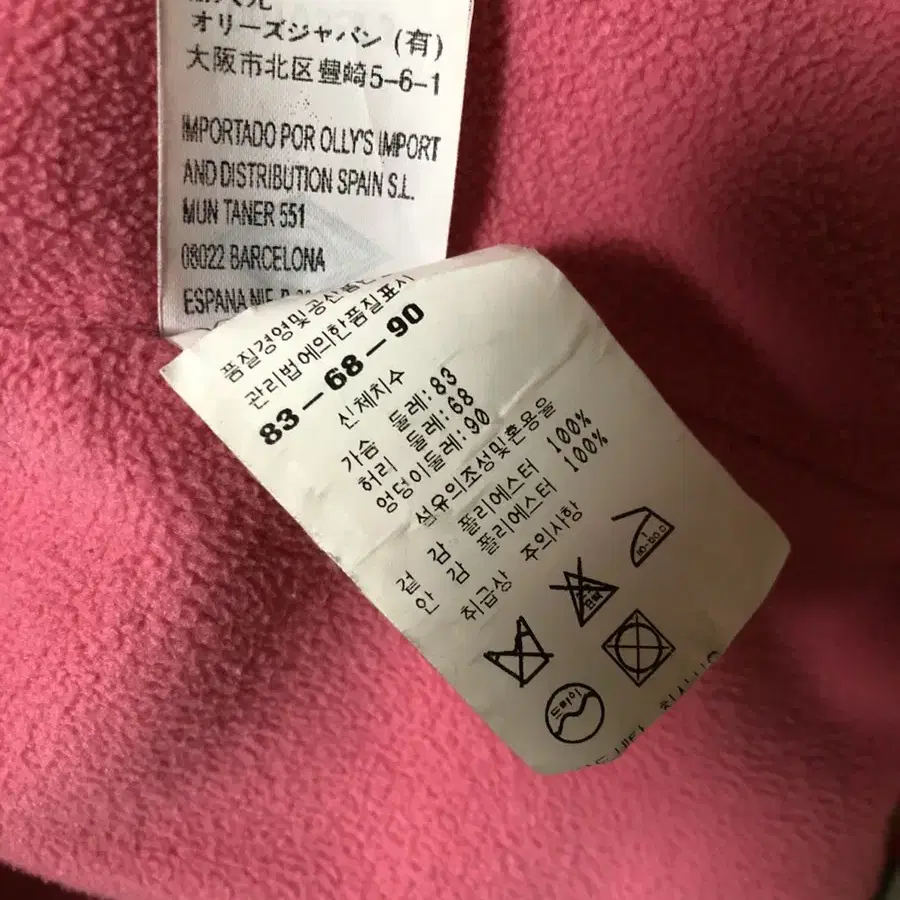 オリーズジャパン (有)
大阪市北区豊崎5-6-1
IMPORTADO POR OLLY'S IMPORT
AND DISTRIBUTION SPAIN S.L.
MUN TANER 551
08022 BARCELONA
ESPANA NIF B
품질경영및공산품안
관리법에의한품질표시
83-68-90
신체치수
가슴 둘레:83
허리 둘레:68
엉덩이둘레:90
섬유의조성및혼용율
겉 감 폴리에스터 100%
안 감 폴리에스터 100%
취급상 주의사항
드라이